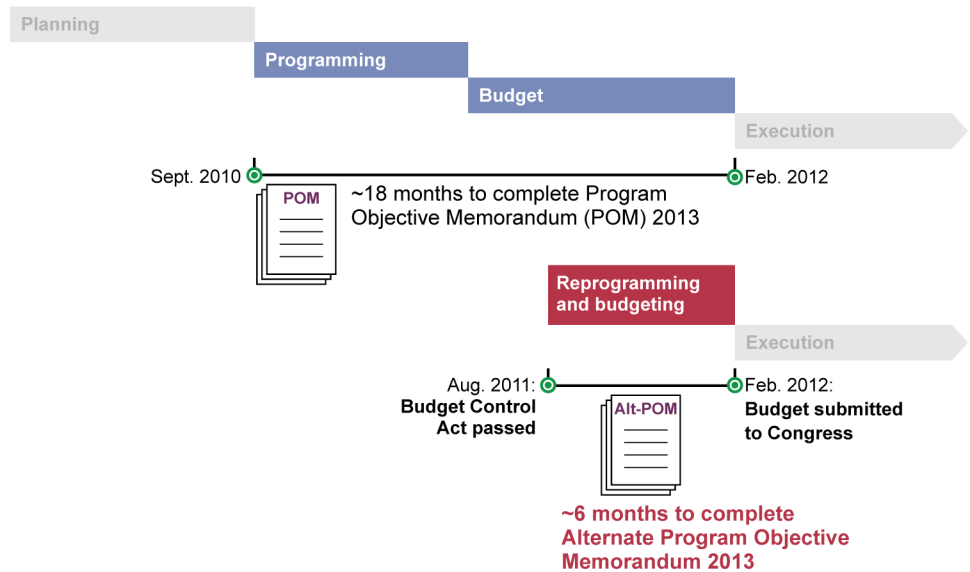 Planning
Programming
Budget
Execution
Sept. 2010
Feb. 2012
POM
~18 months to complete Program
Objective Memorandum (POM) 2013
Reprogramming
and budgeting
Execution
Aug. 2011:
Budget Control
Act passed
Feb. 2012:
Budget submitted
to Congress
Alt-POM
~6 months to complete
Alternate Program Objective
Memorandum 2013